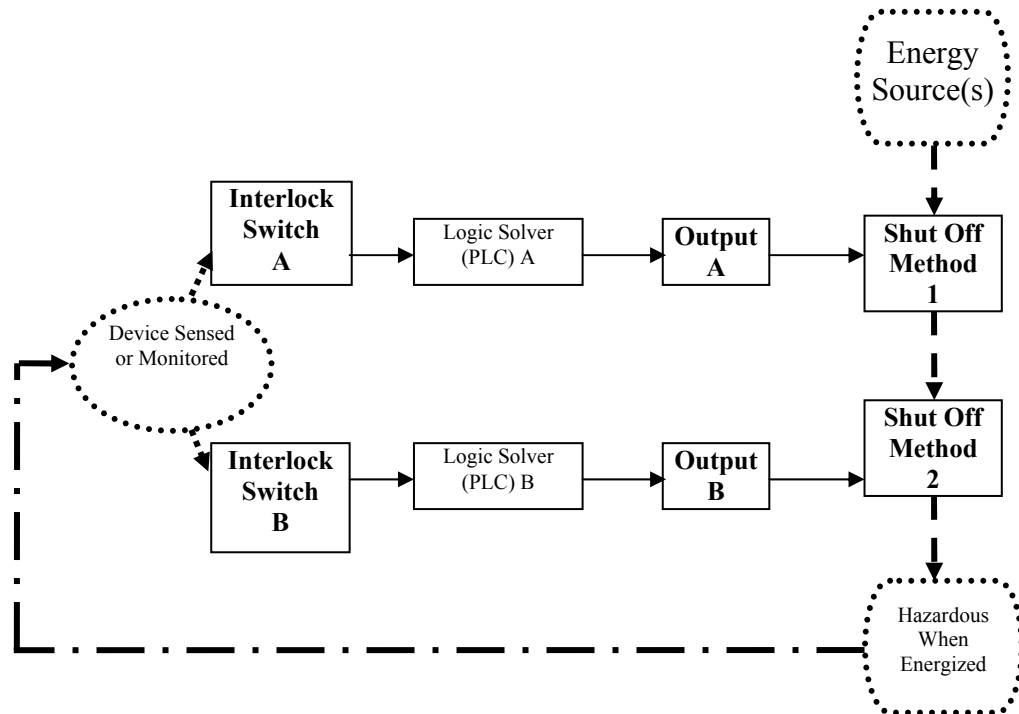 Energy
Source(s)
Interlock
Switch
A
Logic Solver
(PLC) A
Output
A
Shut Off
Method
1
Device Sensed
or Monitored
Interlock
Switch
B
Logic Solver
(PLC) B
Output
B
Shut Off
Method
2
Hazardous
When
Energized